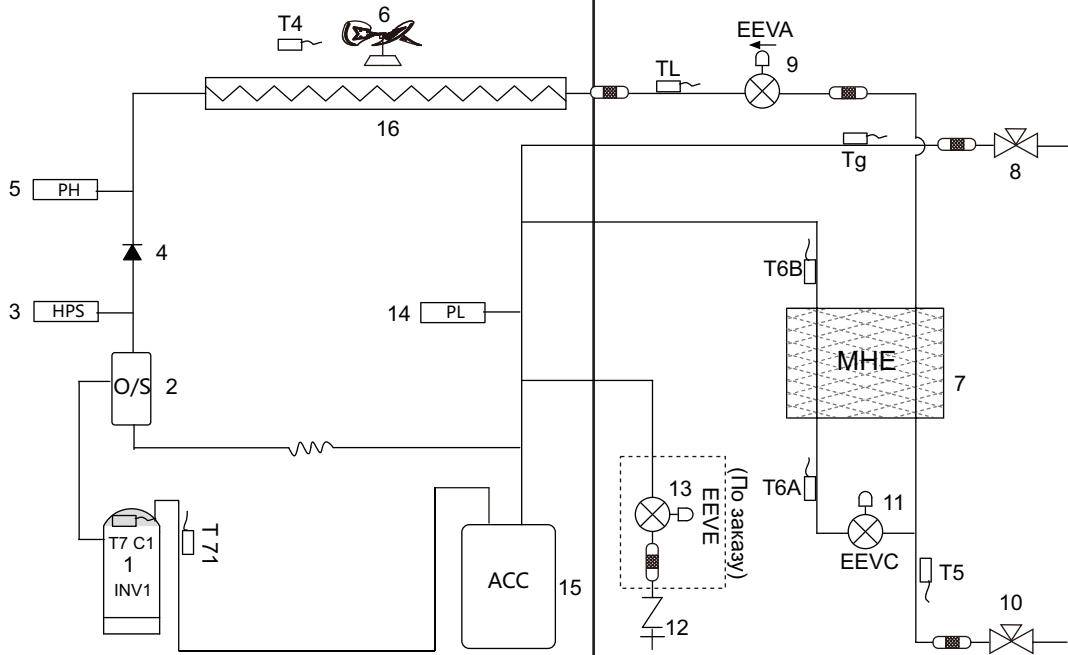 T4
6
EEVA
9
TL
16
Tg
8
5
PH
4
T6B
3
HPS
14
PL
MHE
7
O/S
2
T6A
11
13
EEVE
(По заказу)
EEVC
T5
T7 C1
1
INV1
T 71
ACC
15
12
10